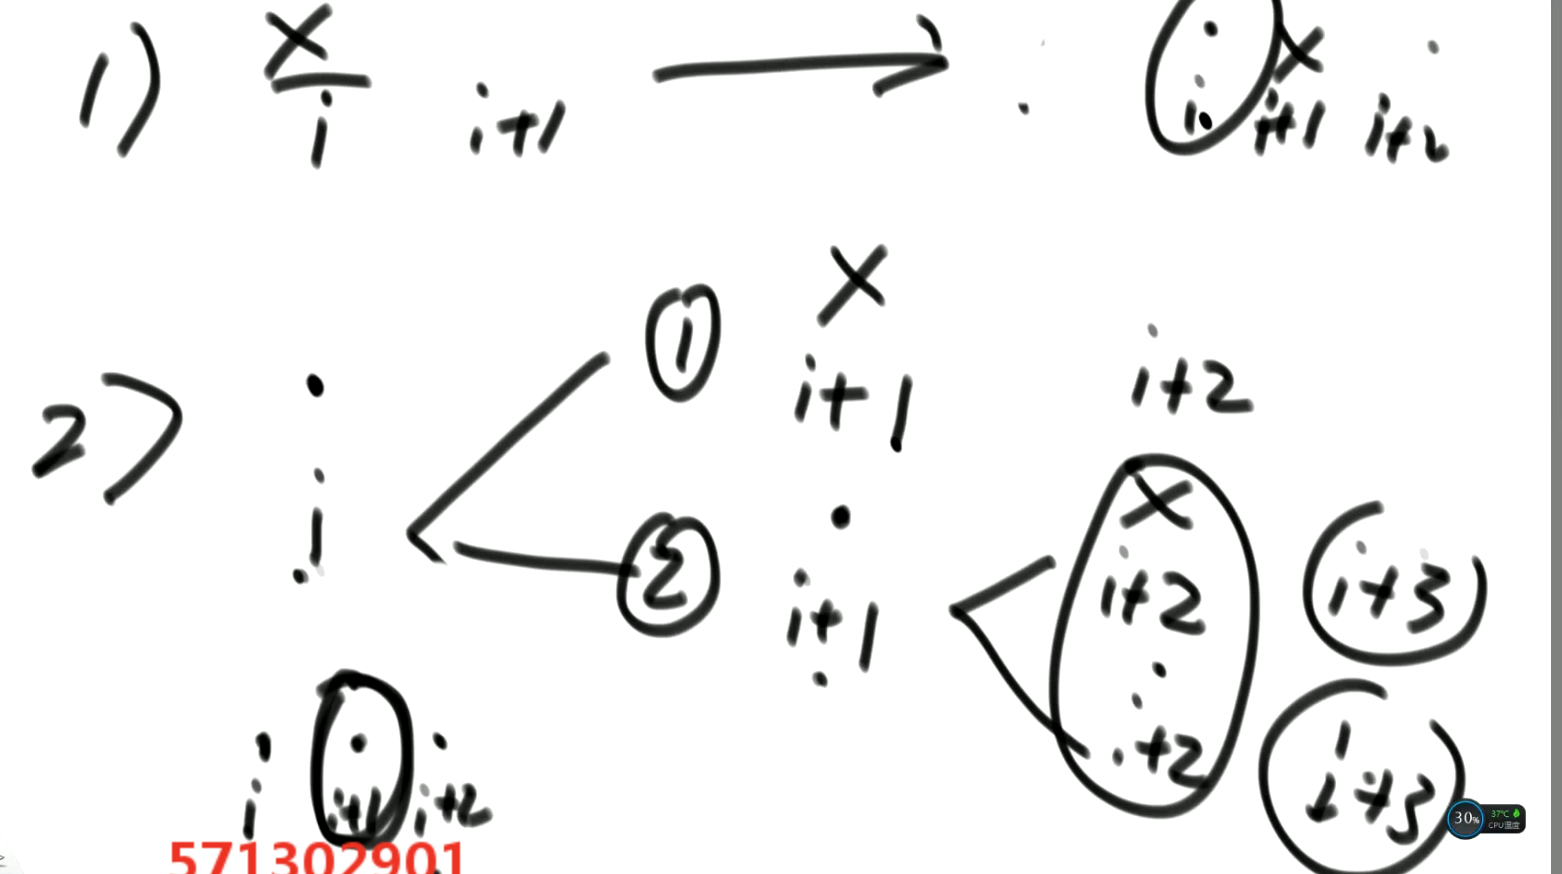 1) x i i+1 → i x i+1 i+2
① x i+1 i+2
2) i
② i+1 x i+2 (i+3)
i+2 i+3
i i+1 i+2
571302901
30% 37℃
CPU温度